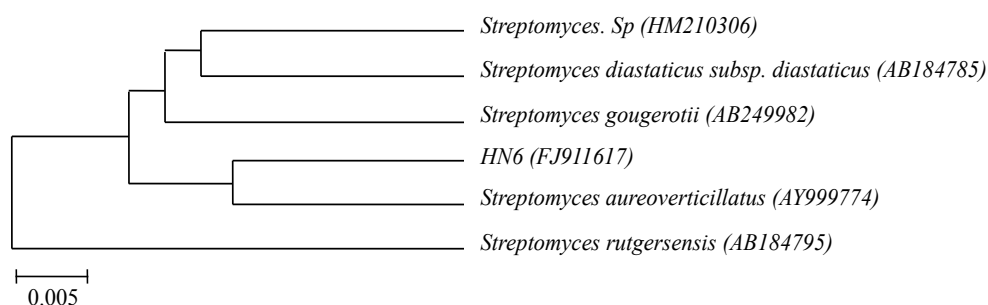 Streptomyces. Sp (HM210306)
Streptomyces diastaticus subsp. diastaticus (AB184785)
Streptomyces gougerotii (AB249982)
HN6 (FJ911617)
Streptomyces aureoverticillatus (AY999774)
Streptomyces rutgersensis (AB184795)
0.005